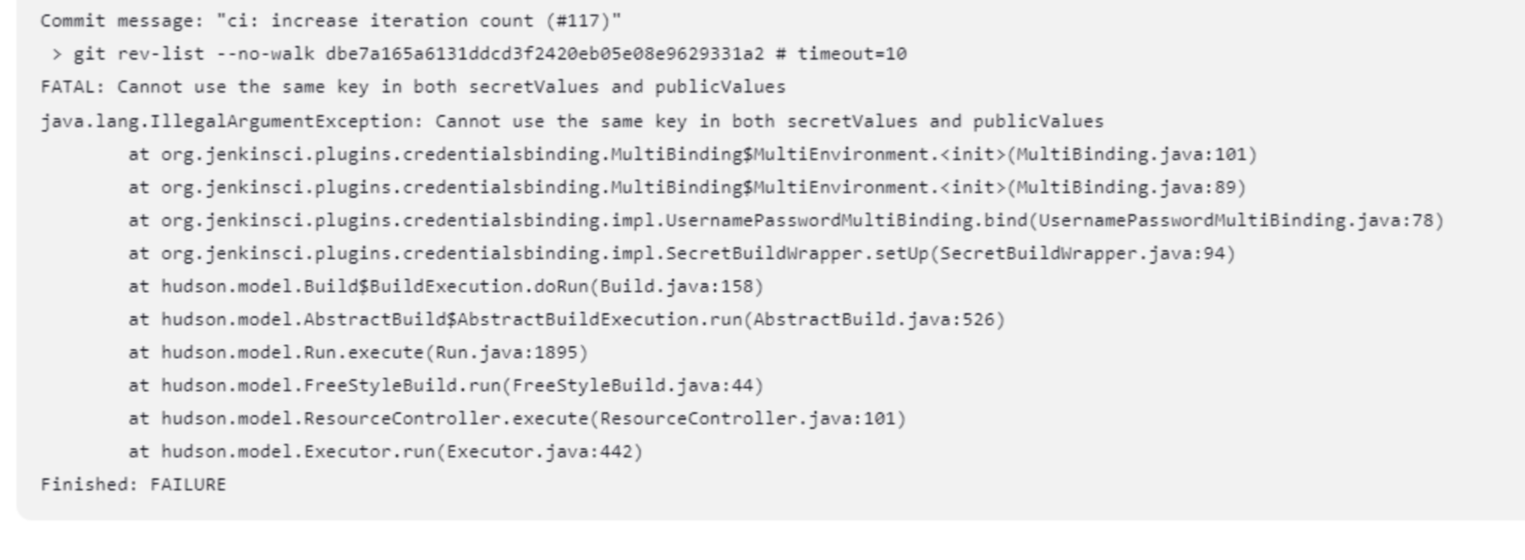 Commit message: "ci: increase iteration count (#117)"
 > git rev-list --no-walk dbe7a165a6131ddcd3f2420eb05e08e9629331a2 # timeout=10
FATAL: Cannot use the same key in both secretValues and publicValues
java.lang.IllegalArgumentException: Cannot use the same key in both secretValues and publicValues
        at org.jenkinsci.plugins.credentialsbinding.MultiBinding$MultiEnvironment.<init>(MultiBinding.java:101)
        at org.jenkinsci.plugins.credentialsbinding.MultiBinding$MultiEnvironment.<init>(MultiBinding.java:89)
        at org.jenkinsci.plugins.credentialsbinding.impl.UsernamePasswordMultiBinding.bind(UsernamePasswordMultiBinding.java:78)
        at org.jenkinsci.plugins.credentialsbinding.impl.SecretBuildWrapper.setUp(SecretBuildWrapper.java:94)
        at hudson.model.Build$BuildExecution.doRun(Build.java:158)
        at hudson.model.AbstractBuild$AbstractBuildExecution.run(AbstractBuild.java:526)
        at hudson.model.Run.execute(Run.java:1895)
        at hudson.model.FreeStyleBuild.run(FreeStyleBuild.java:44)
        at hudson.model.ResourceController.execute(ResourceController.java:101)
        at hudson.model.Executor.run(Executor.java:442)
Finished: FAILURE